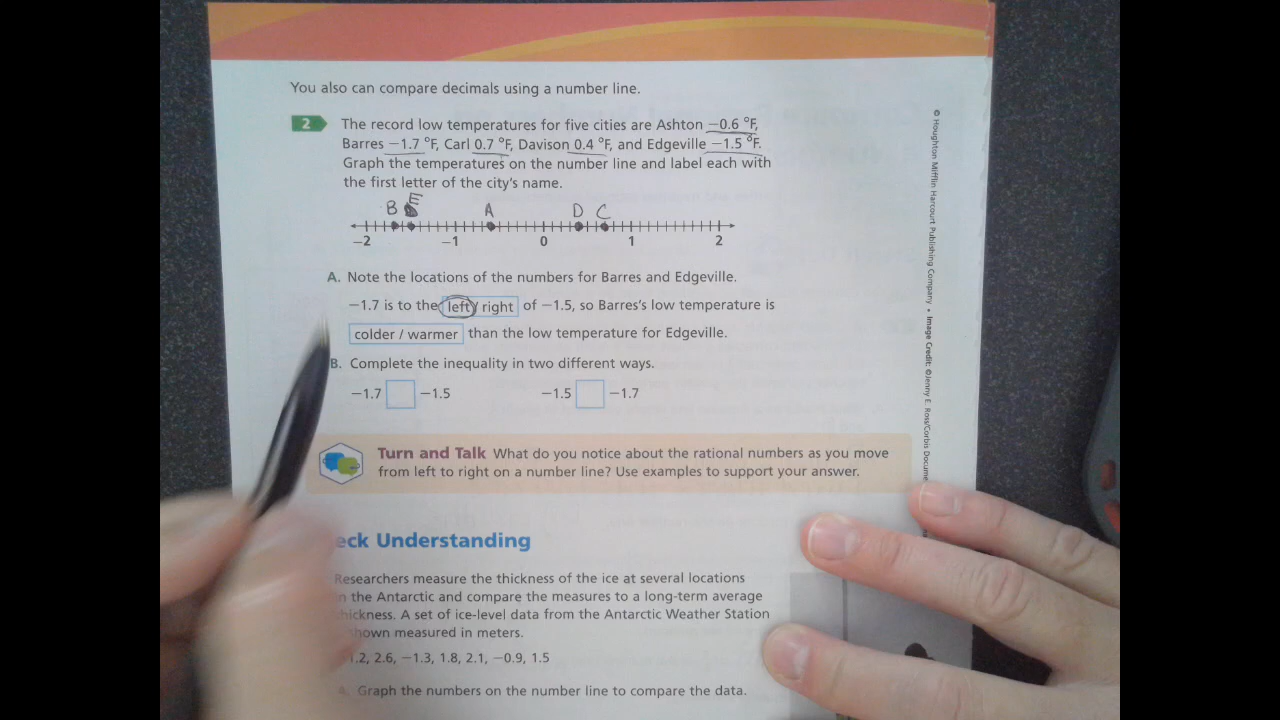 You also can compare decimals using a number line.
2 The record low temperatures for five cities are Ashton −0.6 °F,
Barres −1.7 °F, Carl 0.7 °F, Davison 0.4 °F, and Edgeville −1.5 °F.
Graph the temperatures on the number line and label each with
the first letter of the city's name.
B E A D C
−2 −1 0 1 2
A. Note the locations of the numbers for Barres and Edgeville.
−1.7 is to the left / right of −1.5, so Barres's low temperature is
colder / warmer than the low temperature for Edgeville.
B. Complete the inequality in two different ways.
−1.7 −1.5 −1.5 −1.7
Turn and Talk What do you notice about the rational numbers as you move
from left to right on a number line? Use examples to support your answer.
eck Understanding
Researchers measure the thickness of the ice at several locations
in the Antarctic and compare the measures to a long-term average
thickness. A set of ice-level data from the Antarctic Weather Station
shown measured in meters.
1.2, 2.6, −1.3, 1.8, 2.1, −0.9, 1.5
A. Graph the numbers on the number line to compare the data.
© Houghton Mifflin Harcourt Publishing Company • Image Credit: ©Jenny E. Ross/Corbis Docume